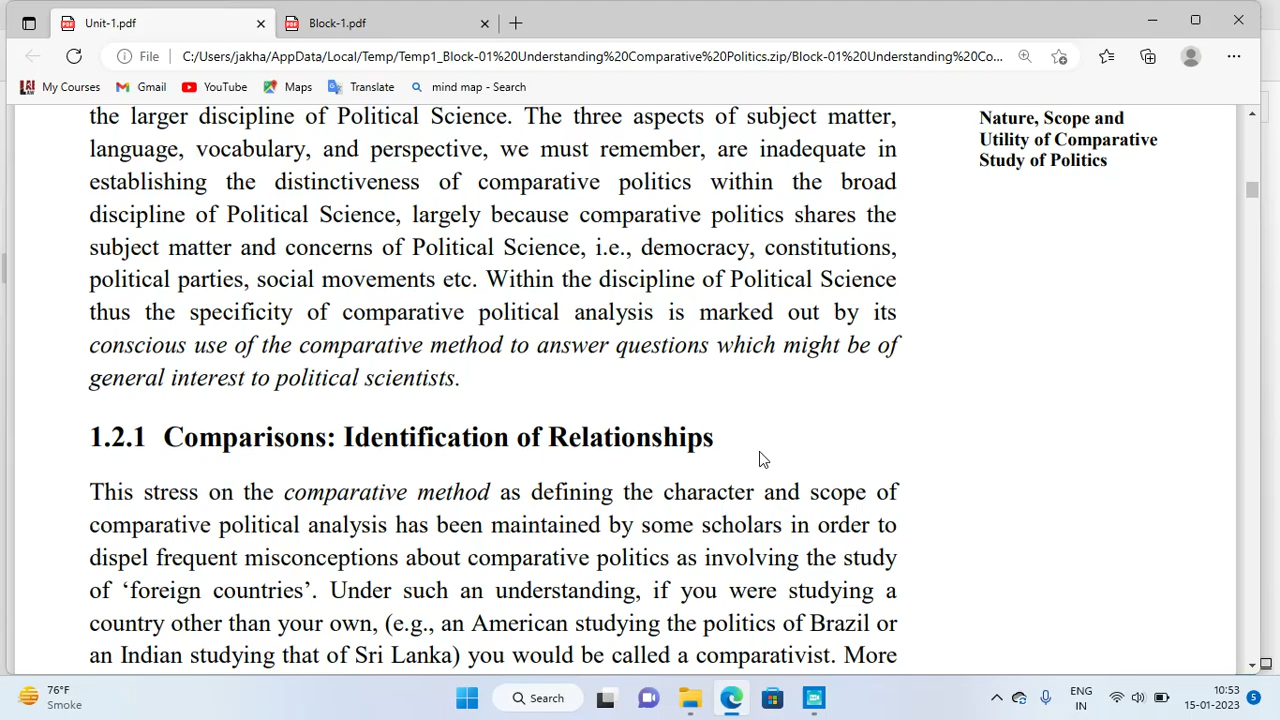 Unit-1.pdf
Block-1.pdf
File
C:/Users/jakha/AppData/Local/Temp/Temp1_Block-01%20Understanding%20Comparative%20Politics.zip/Block-01%20Understanding%20Co...
My Courses
Gmail
YouTube
Maps
Translate
mind map - Search
the larger discipline of Political Science. The three aspects of subject matter,
language, vocabulary, and perspective, we must remember, are inadequate in
establishing the distinctiveness of comparative politics within the broad
discipline of Political Science, largely because comparative politics shares the
subject matter and concerns of Political Science, i.e., democracy, constitutions,
political parties, social movements etc. Within the discipline of Political Science
thus the specificity of comparative political analysis is marked out by its
conscious use of the comparative method to answer questions which might be of
general interest to political scientists.
Nature, Scope and
Utility of Comparative
Study of Politics
1.2.1 Comparisons: Identification of Relationships
This stress on the comparative method as defining the character and scope of
comparative political analysis has been maintained by some scholars in order to
dispel frequent misconceptions about comparative politics as involving the study
of ‘foreign countries’. Under such an understanding, if you were studying a
country other than your own, (e.g., an American studying the politics of Brazil or
an Indian studying that of Sri Lanka) you would be called a comparativist. More
76°F
Smoke
Search
ENG
IN
10:53
15-01-2023
5